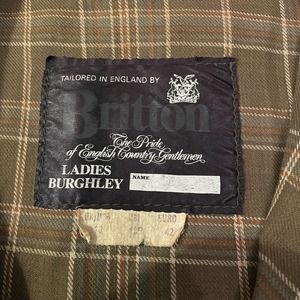 TAILORED IN ENGLAND BY
Britton
The Pride
of English Country Gentlemen
LADIES
BURGHLEY
NAME
EURO
42